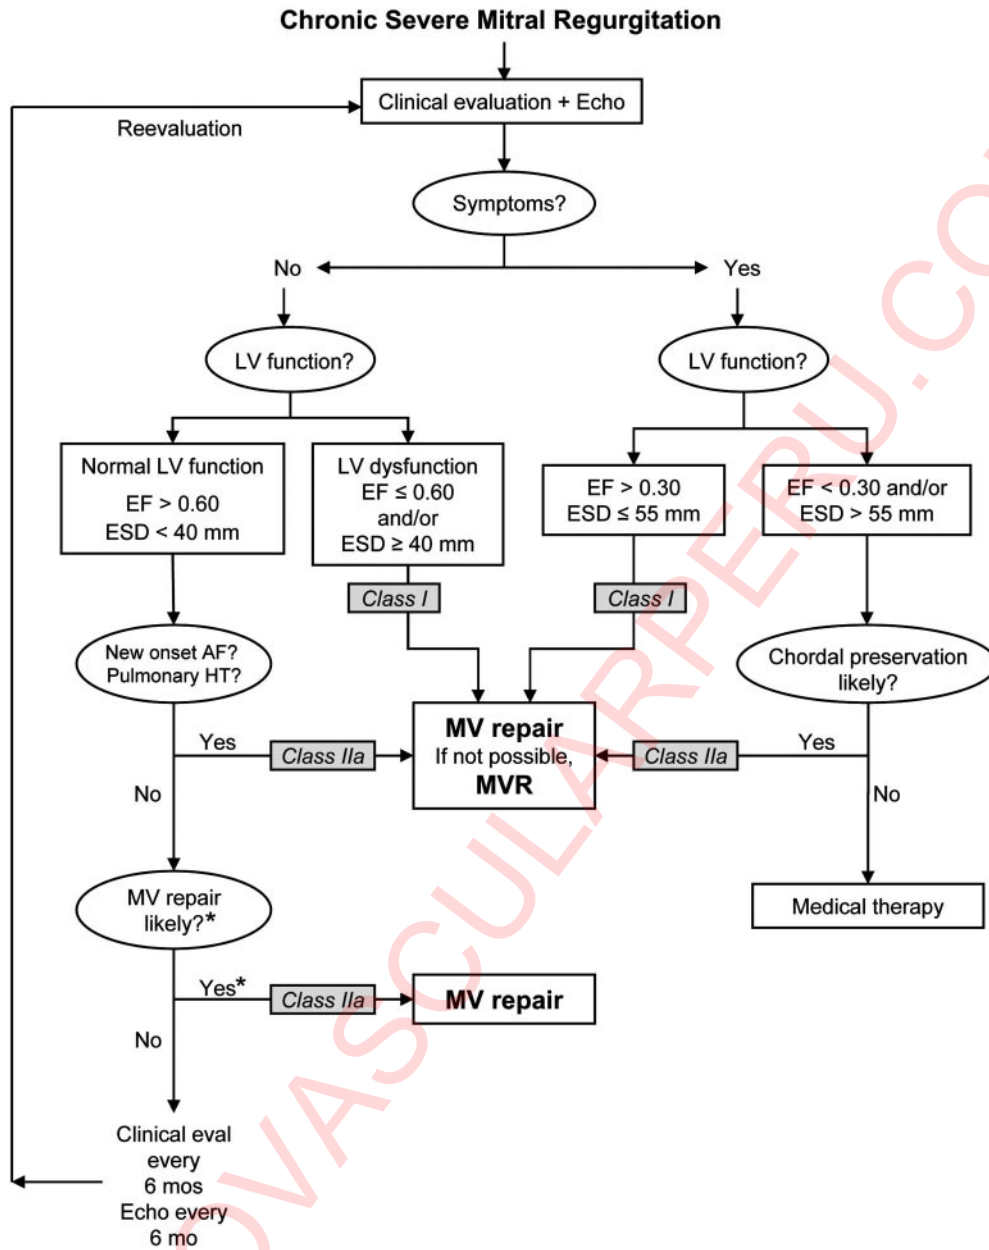 Chronic Severe Mitral Regurgitation
Clinical evaluation + Echo
Reevaluation
Symptoms?
No
Yes
LV function?
LV function?
Normal LV function
EF > 0.60
ESD < 40 mm
LV dysfunction
EF ≤ 0.60
and/or
ESD ≥ 40 mm
EF > 0.30
ESD ≤ 55 mm
EF < 0.30 and/or
ESD > 55 mm
Class I
Class I
New onset AF?
Pulmonary HT?
Chordal preservation
likely?
MV repair
If not possible,
MVR
Yes
Class IIa
Class IIa
Yes
No
No
MV repair
likely?*
Medical therapy
Yes*
Class IIa
MV repair
No
Clinical eval
every
6 mos
Echo every
6 mo
OVASCULARPERU.CO